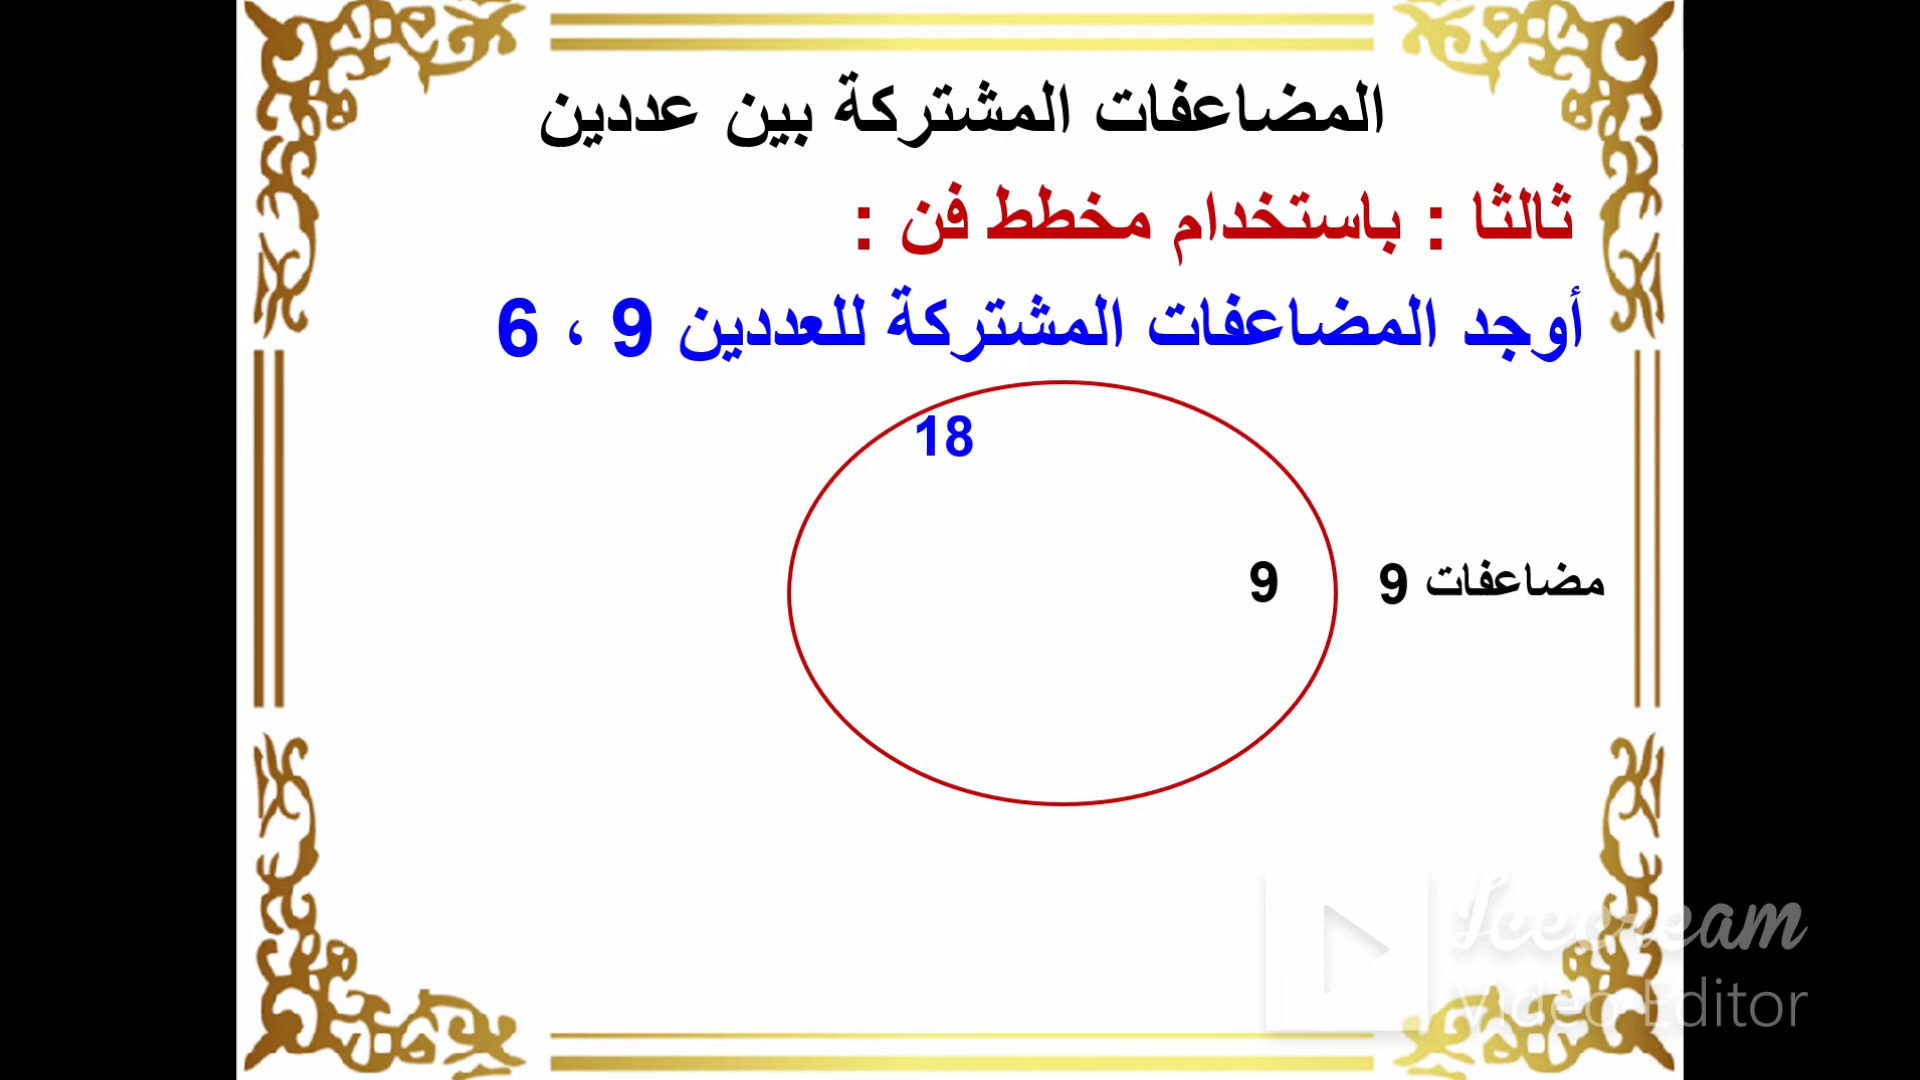 المضاعفات المشتركة بين عددين
ثالثا : باستخدام مخطط فن :
أوجد المضاعفات المشتركة للعددين 9 ، 6
18
مضاعفات 9
9
Icecream
Video Editor